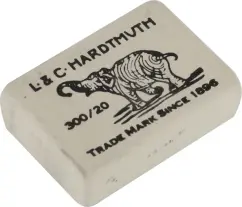 L·& C·HARDTMUTH
300/20
TRADE MARK SINCE 1896